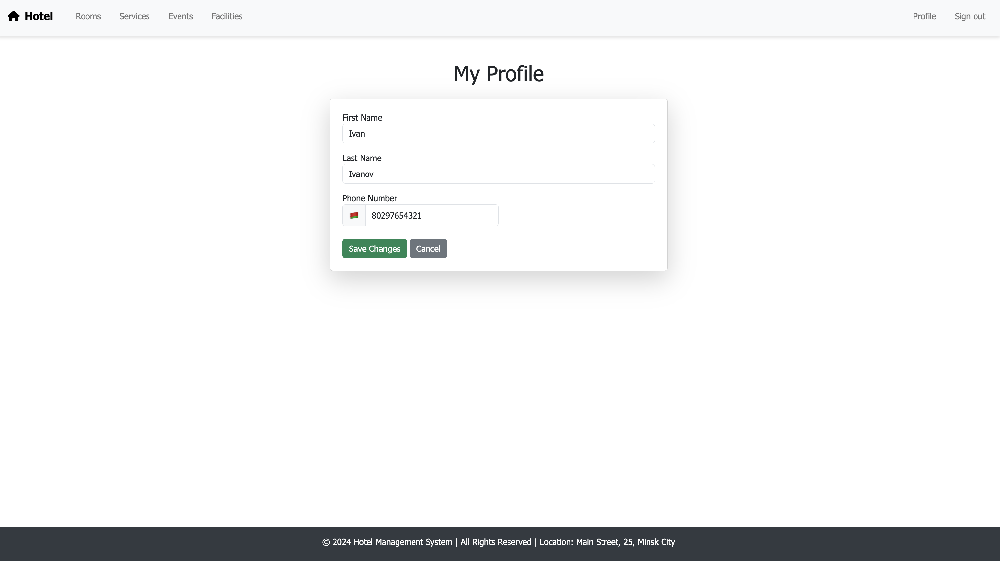 Hotel Rooms Services Events Facilities Profile Sign out
My Profile
First Name
Ivan
Last Name
Ivanov
Phone Number
80297654321
Save Changes Cancel
© 2024 Hotel Management System | All Rights Reserved | Location: Main Street, 25, Minsk City